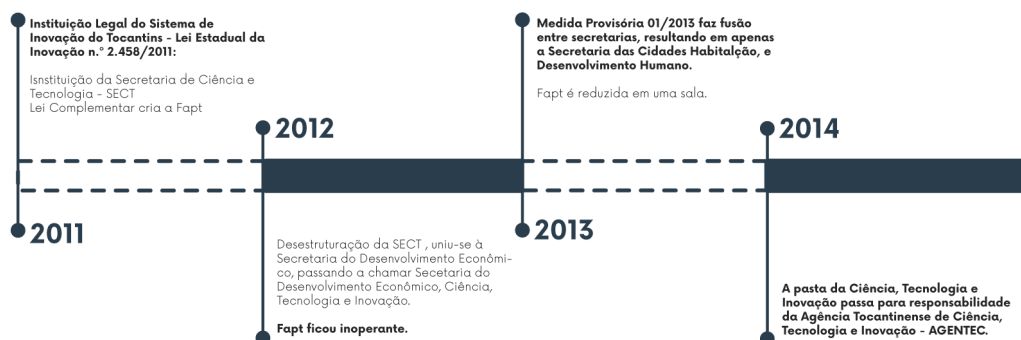 Instituição Legal do Sistema de
Inovação do Tocantins - Lei Estadual da
Inovação n.° 2.458/2011:
Isnstituição da Secretaria de Ciência e
Tecnologia - SECT
Lei Complementar cria a Fapt
2011
2012
Desestruturação da SECT , uniu-se à
Secretaria do Desenvolvimento Econômi-
co, passando a chamar Secetaria do
Desenvolvimento Econômico, Ciência,
Tecnologia e Inovação.
Fapt ficou inoperante.
Medida Provisória 01/2013 faz fusão
entre secretarias, resultando em apenas
a Secretaria das Cidades Habitalção, e
Desenvolvimento Humano.
Fapt é reduzida em uma sala.
2013
2014
A pasta da Ciência, Tecnologia e
Inovação passa para responsabilidade
da Agência Tocantinense de Ciência,
Tecnologia e Inovação - AGENTEC.